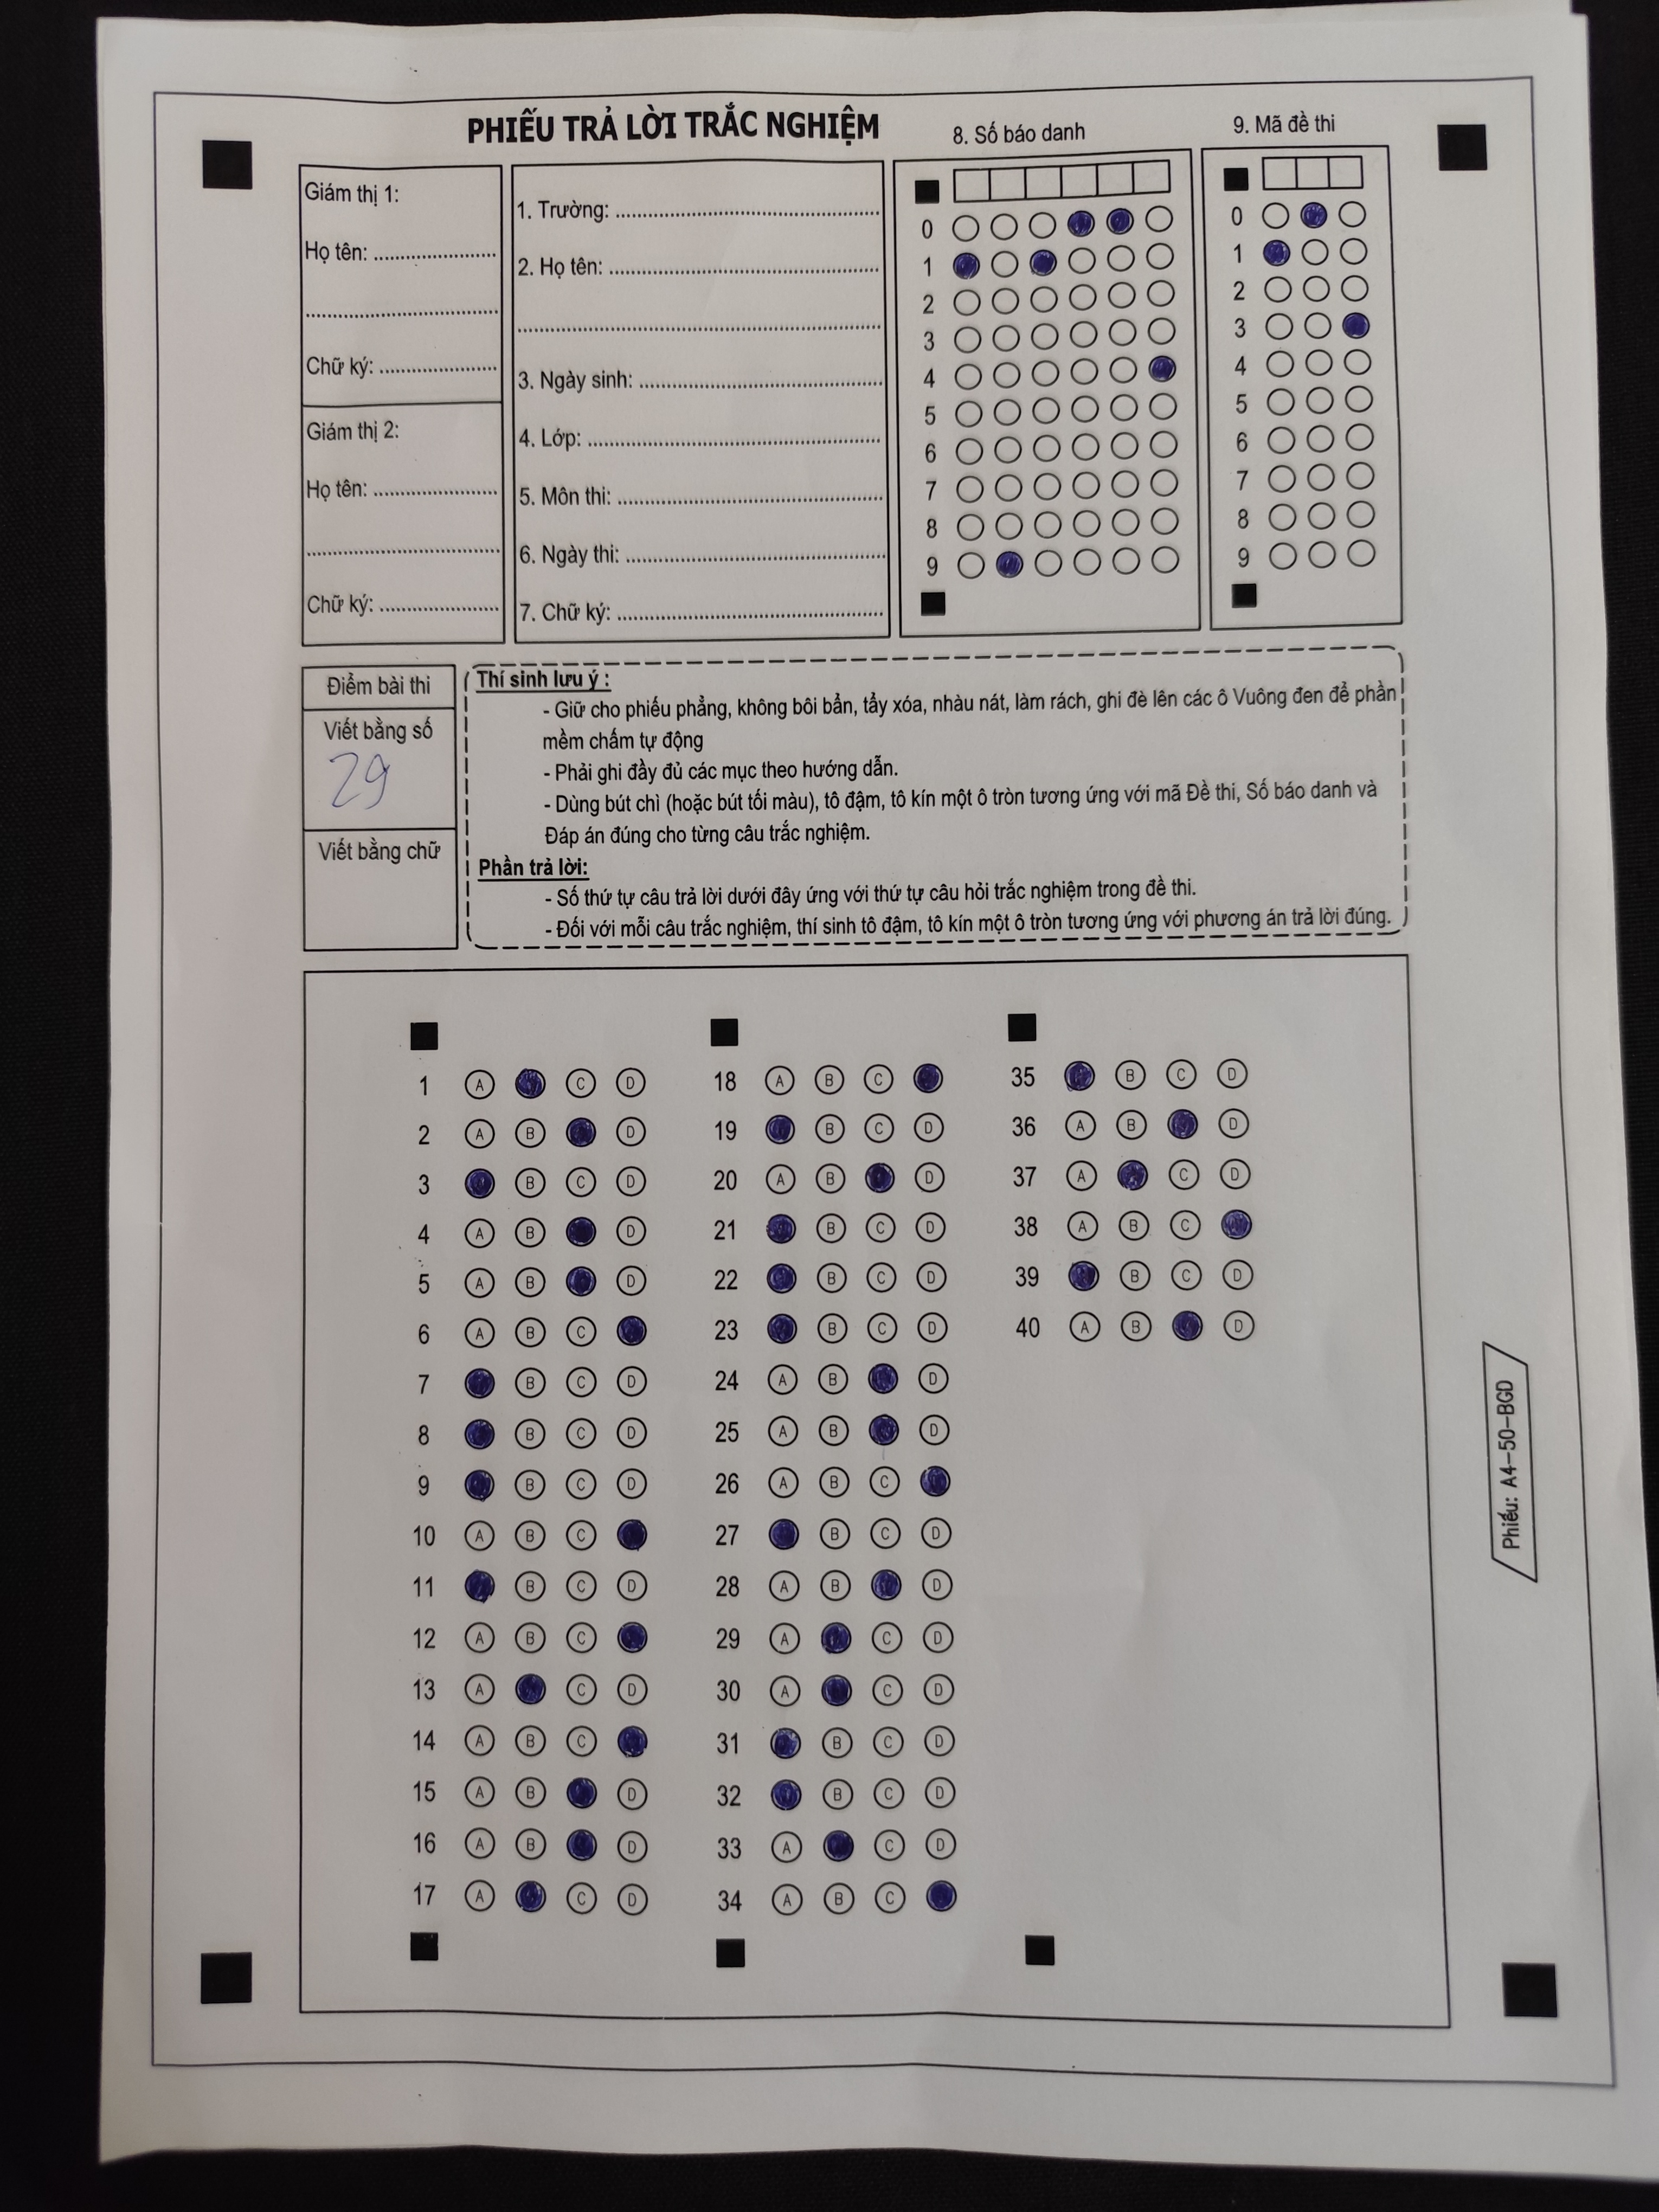 PHIẾU TRẢ LỜI TRẮC NGHIỆM
8. Số báo danh
9. Mã đề thi
Giám thị 1:
Họ tên: ........................
........................................
Chữ ký: ........................
Giám thị 2:
Họ tên: ........................
........................................
Chữ ký: ........................
1. Trường: ........................................
2. Họ tên: ........................................
........................................................
3. Ngày sinh: ....................................
4. Lớp: ............................................
5. Môn thi: ........................................
6. Ngày thi: .......................................
7. Chữ ký: ........................................
0
1
2
3
4
5
6
7
8
9
0
1
2
3
4
5
6
7
8
9
Điểm bài thi
Viết bằng số
29
Viết bằng chữ
Thí sinh lưu ý :
- Giữ cho phiếu phẳng, không bôi bẩn, tẩy xóa, nhàu nát, làm rách, ghi đè lên các ô Vuông đen để phần
mềm chấm tự động
- Phải ghi đầy đủ các mục theo hướng dẫn.
- Dùng bút chì (hoặc bút tối màu), tô đậm, tô kín một ô tròn tương ứng với mã Đề thi, Số báo danh và
Đáp án đúng cho từng câu trắc nghiệm.
Phần trả lời:
- Số thứ tự câu trả lời dưới đây ứng với thứ tự câu hỏi trắc nghiệm trong đề thi.
- Đối với mỗi câu trắc nghiệm, thí sinh tô đậm, tô kín một ô tròn tương ứng với phương án trả lời đúng.
1 A C D
2 A B D
3 B C D
4 A B D
5 A B D
6 A B C
7 B C D
8 B C D
9 B C D
10 A B C
11 B C D
12 A B C
13 A C D
14 A B C
15 A B D
16 A B D
17 A C D
18 A B C
19 B C D
20 A B D
21 B C D
22 B C D
23 B C D
24 A B D
25 A B D
26 A B C
27 B C D
28 A B D
29 A C D
30 A C D
31 B C D
32 B C D
33 A C D
34 A B C
35 B C D
36 A B D
37 A C D
38 A B C
39 B C D
40 A B D
Phiếu: A4-50-BGD